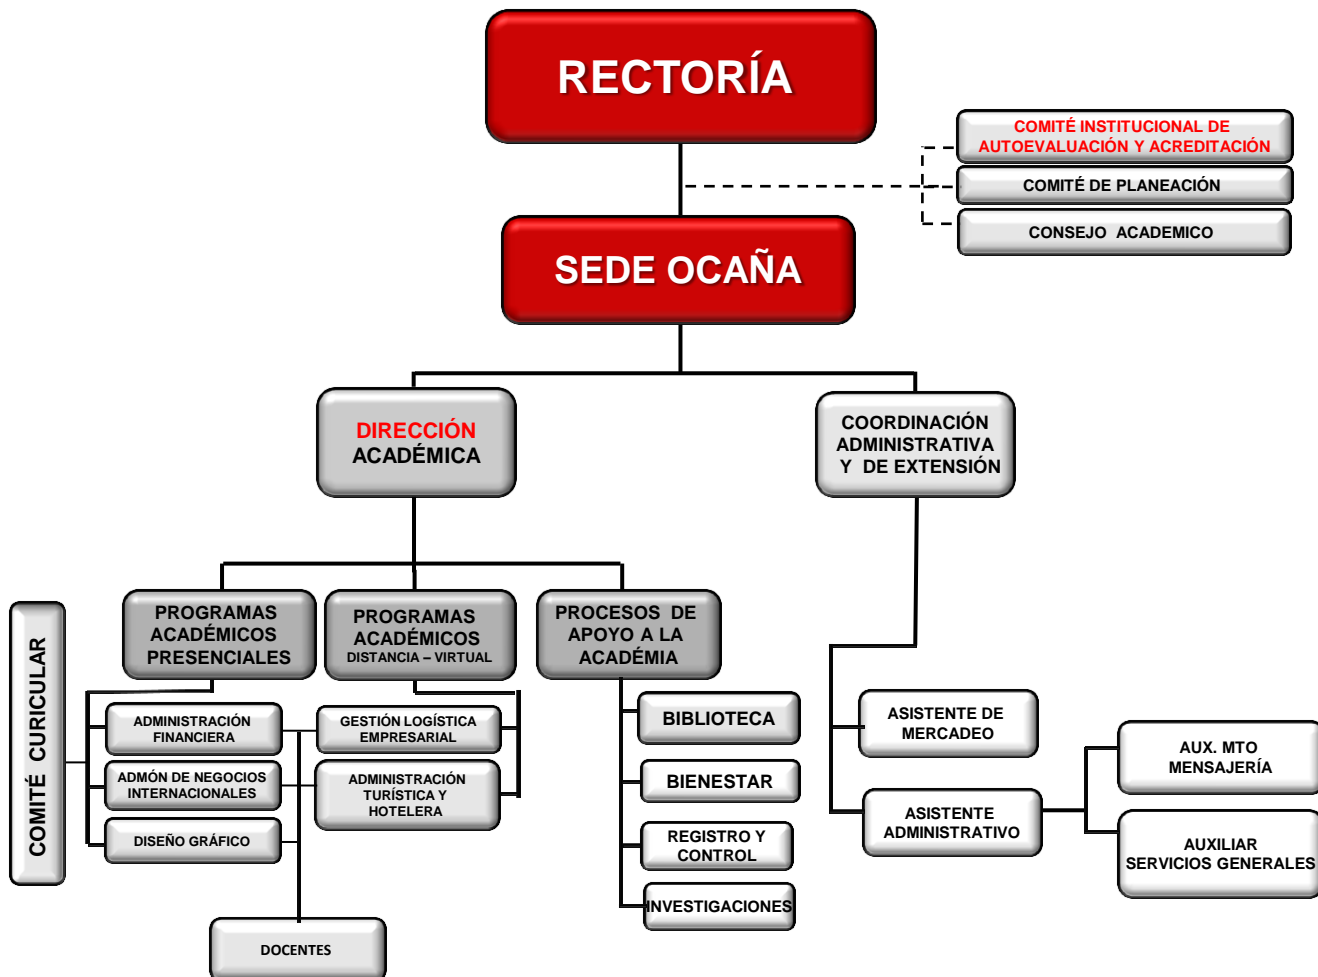 RECTORÍA
COMITÉ INSTITUCIONAL DE
AUTOEVALUACIÓN Y ACREDITACIÓN
COMITÉ DE PLANEACIÓN
CONSEJO ACADEMICO
SEDE OCAÑA
DIRECCIÓN
ACADÉMICA
COORDINACIÓN
ADMINISTRATIVA
Y DE EXTENSIÓN
COMITÉ CURICULAR
PROGRAMAS
ACADÉMICOS
PRESENCIALES
PROGRAMAS
ACADÉMICOS
DISTANCIA – VIRTUAL
PROCESOS DE
APOYO A LA
ACADÉMIA
ADMINISTRACIÓN
FINANCIERA
ADMÓN DE NEGOCIOS
INTERNACIONALES
DISEÑO GRÁFICO
GESTIÓN LOGÍSTICA
EMPRESARIAL
ADMINISTRACIÓN
TURÍSTICA Y
HOTELERA
DOCENTES
BIBLIOTECA
BIENESTAR
REGISTRO Y
CONTROL
INVESTIGACIONES
ASISTENTE DE
MERCADEO
ASISTENTE
ADMINISTRATIVO
AUX. MTO
MENSAJERÍA
AUXILIAR
SERVICIOS GENERALES